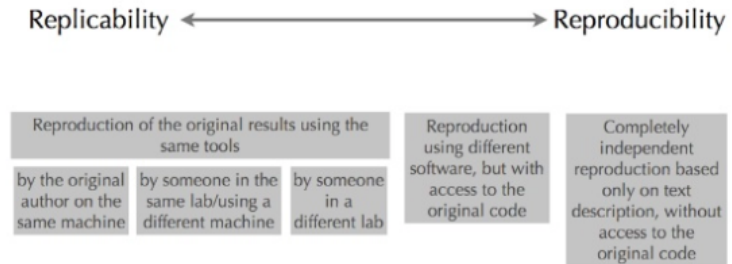 Replicability
Reproducibility
Reproduction of the original results using the
same tools
by the original
author on the
same machine
by someone in the
same lab/using a
different machine
by someone
in a
different lab
Reproduction
using different
software, but with
access to the
original code
Completely
independent
reproduction based
only on text
description, without
access to the
original code